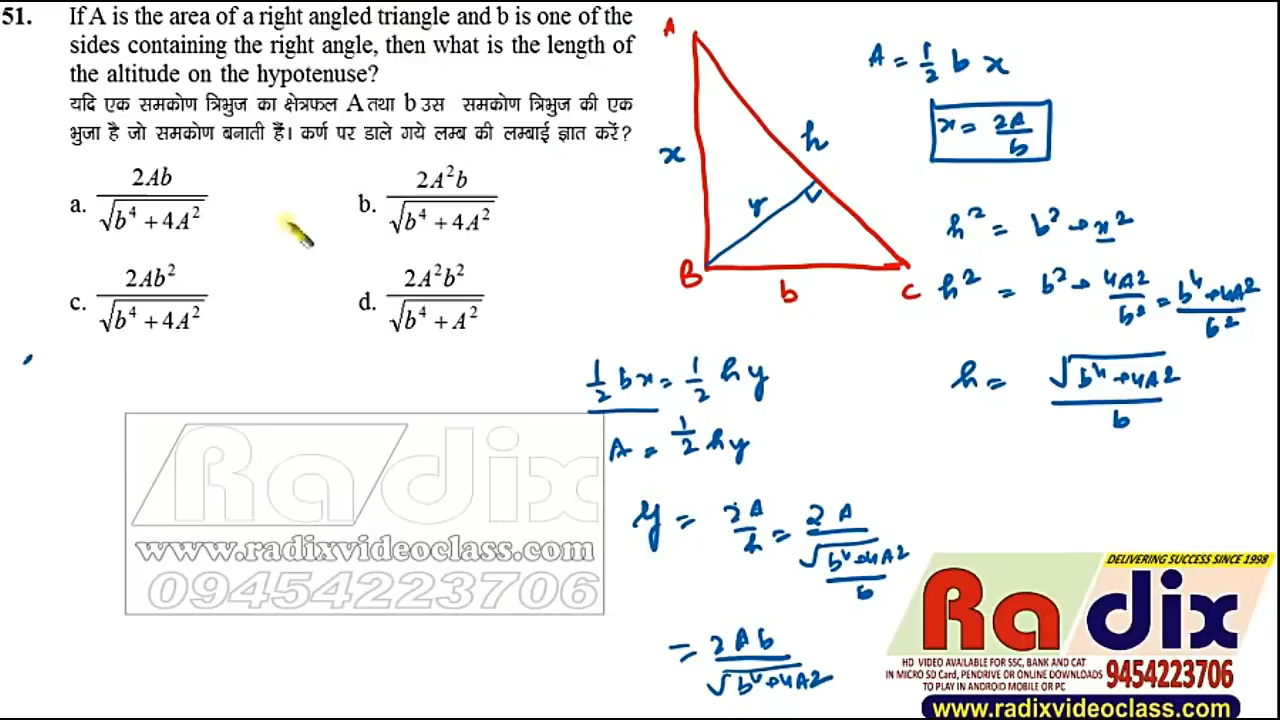 51. If A is the area of a right angled triangle and b is one of the
sides containing the right angle, then what is the length of
the altitude on the hypotenuse?
यदि एक समकोण त्रिभुज का क्षेत्रफल A तथा b उस समकोण त्रिभुज की एक
भुजा है जो समकोण बनाती हैं। कर्ण पर डाले गये लम्ब की लम्बाई ज्ञात करें?
a. 2Ab / √(b⁴ + 4A²)
b. 2A²b / √(b⁴ + 4A²)
c. 2Ab² / √(b⁴ + 4A²)
d. 2A²b² / √(b⁴ + A²)
A
x
h
y
B
b
C
A = 1/2 b x
x = 2A/b
h² = b² + x²
h² = b² + 4A²/b² = b⁴+4A²/b²
h = √(b⁴+4A²)/b
1/2 bx = 1/2 hy
A = 1/2 hy
y = 2A/h = 2A/(√(b⁴+4A²)/b)
= 2Ab/√(b⁴+4A²)
Radix
www.radixvideoclass.com
09454223706
DELIVERING SUCCESS SINCE 1998
Radix
HD VIDEO AVAILABLE FOR SSC, BANK AND CAT
IN MICRO SD Card, PENDRIVE OR ONLINE DOWNLOADS
TO PLAY IN ANDROID MOBILE OR PC
9454223706
www.radixvideoclass.com